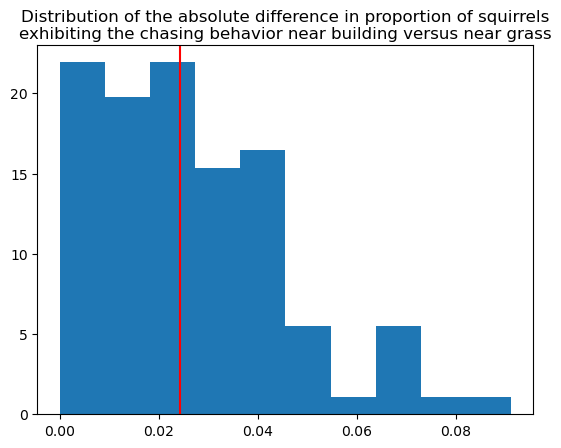 Distribution of the absolute difference in proportion of squirrels
exhibiting the chasing behavior near building versus near grass
20
15
10
5
0
0.00 0.02 0.04 0.06 0.08